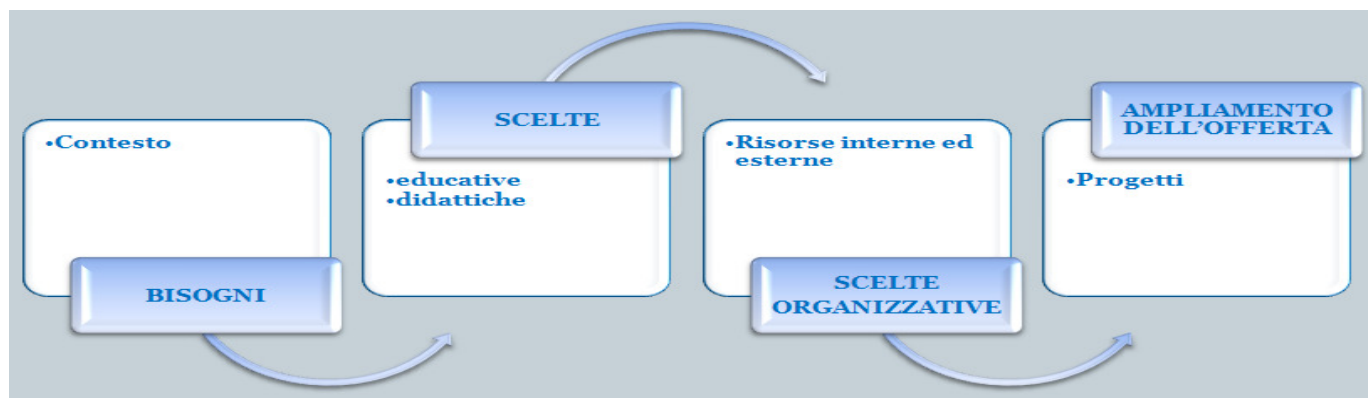 •Contesto
BISOGNI
SCELTE
•educative
•didattiche
•Risorse interne ed
esterne
SCELTE
ORGANIZZATIVE
AMPLIAMENTO
DELL'OFFERTA
•Progetti